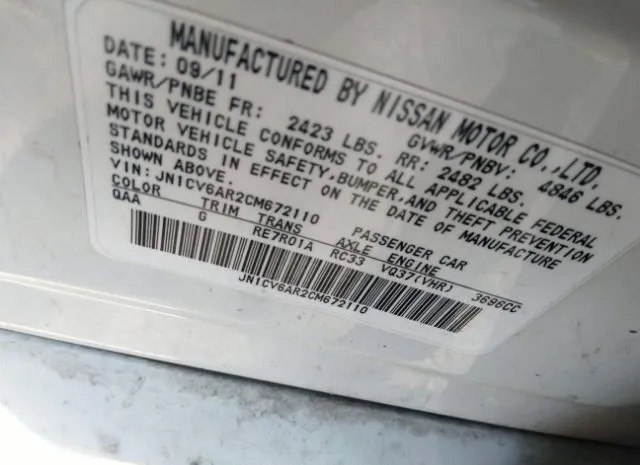 MANUFACTURED BY NISSAN MOTOR CO.,LTD.
DATE: 09/11 GVWR/PNBV: 4846 LBS.
GAWR/PNBE FR: 2423 LBS. RR: 2482 LBS.
THIS VEHICLE CONFORMS TO ALL APPLICABLE FEDERAL
MOTOR VEHICLE SAFETY,BUMPER,AND THEFT PREVENTION
STANDARDS IN EFFECT ON THE DATE OF MANUFACTURE
SHOWN ABOVE.
VIN: JN1CV6AR2CM672110 PASSENGER CAR
COLOR TRIM TRANS AXLE ENGINE
QAA G RE7R01A RC33 VQ37(VHR) 3696CC
JN1CV6AR2CM672110